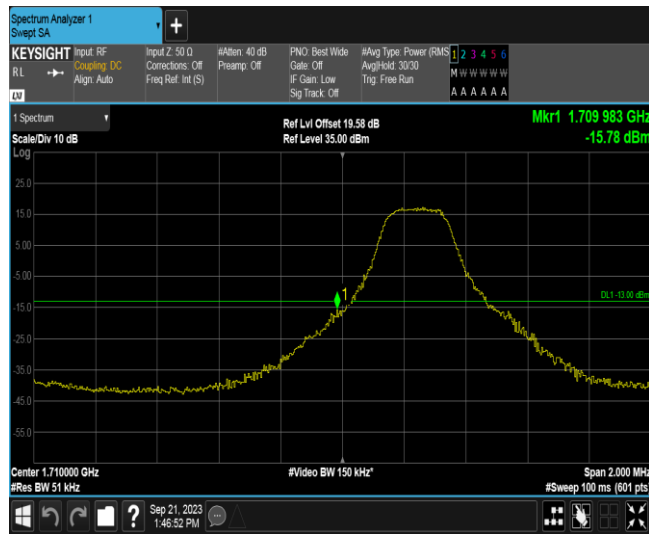 Spectrum Analyzer 1
Swept SA
+
KEYSIGHT
RL
LXI
Input: RF
Coupling: DC
Align: Auto
Input Z: 50 Ω
Corrections: Off
Freq Ref: Int (S)
#Atten: 40 dB
Preamp: Off
PNO: Best Wide
Gate: Off
IF Gain: Low
Sig Track: Off
#Avg Type: Power (RMS
Avg|Hold: 30/30
Trig: Free Run
1 2 3 4 5 6
M W W W W W
A A A A A A
1 Spectrum
Scale/Div 10 dB
Log
Ref Lvl Offset 19.58 dB
Ref Level 35.00 dBm
Mkr1 1.709 983 GHz
-15.78 dBm
25.0
15.0
5.00
-5.00
-15.0
-25.0
-35.0
-45.0
-55.0
1
DL1 -13.00 dBm
Center 1.710000 GHz
#Res BW 51 kHz
#Video BW 150 kHz*
Span 2.000 MHz
#Sweep 100 ms (601 pts)
?
Sep 21, 2023
1:46:52 PM